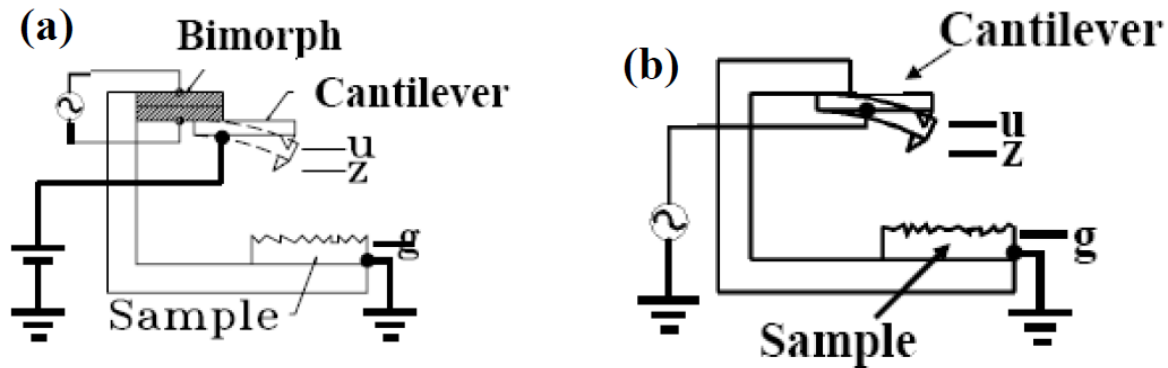 (a)
Bimorph
Cantilever
u
z
g
Sample
(b)
Cantilever
u
z
g
Sample